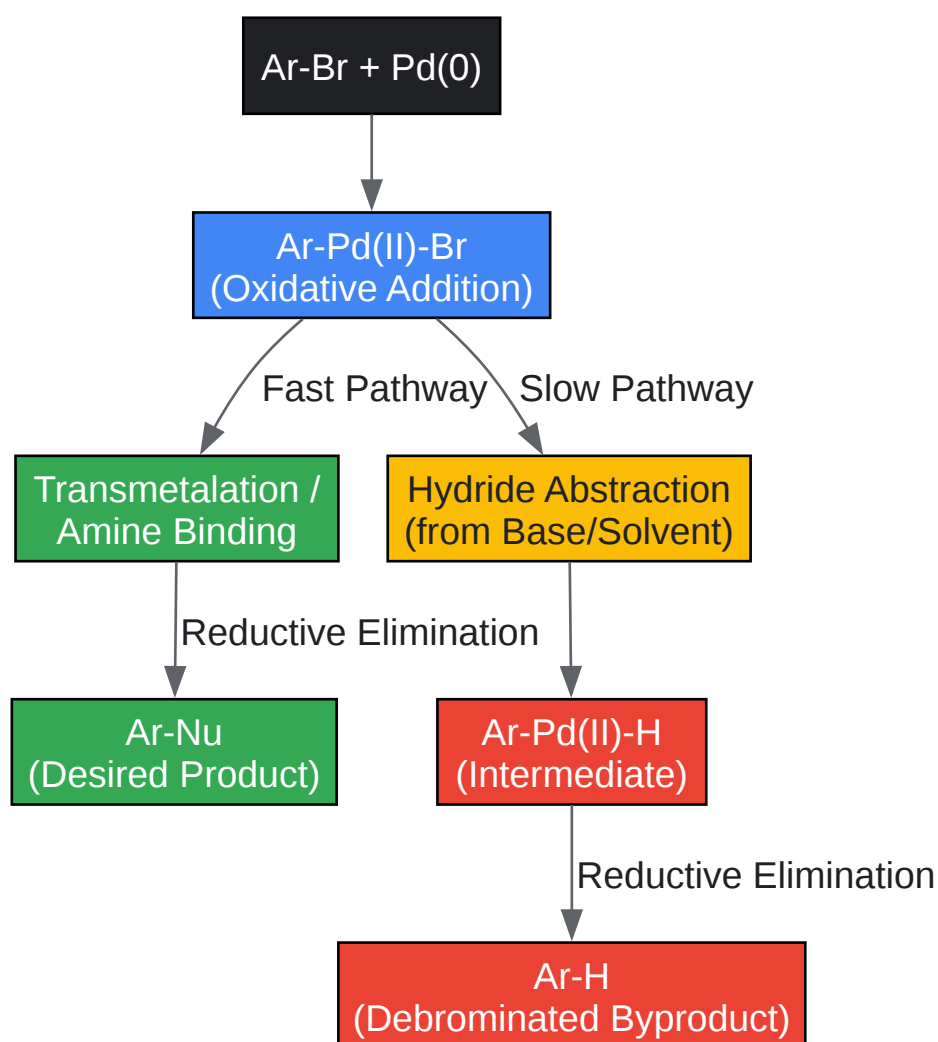 Ar-Br + Pd(0)
Ar-Pd(II)-Br
(Oxidative Addition)
Fast Pathway
Slow Pathway
Transmetalation /
Amine Binding
Hydride Abstraction
(from Base/Solvent)
Reductive Elimination
Ar-Nu
(Desired Product)
Ar-Pd(II)-H
(Intermediate)
Reductive Elimination
Ar-H
(Debrominated Byproduct)